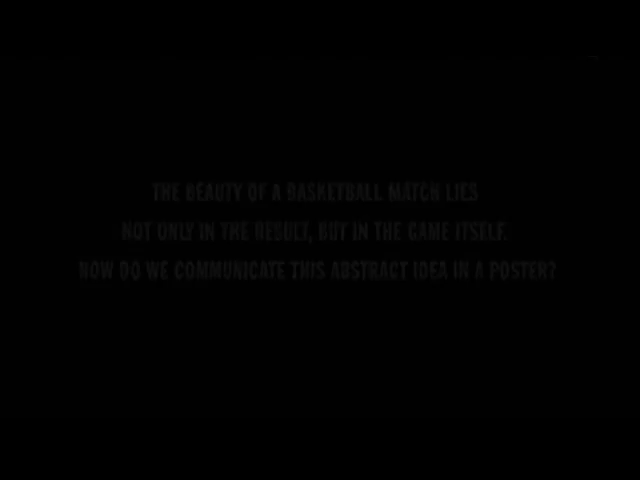 THE BEAUTY OF A BASKETBALL MATCH LIES
NOT ONLY IN THE RESULT, BUT IN THE GAME ITSELF.
HOW DO WE COMMUNICATE THIS ABSTRACT IDEA IN A POSTER?